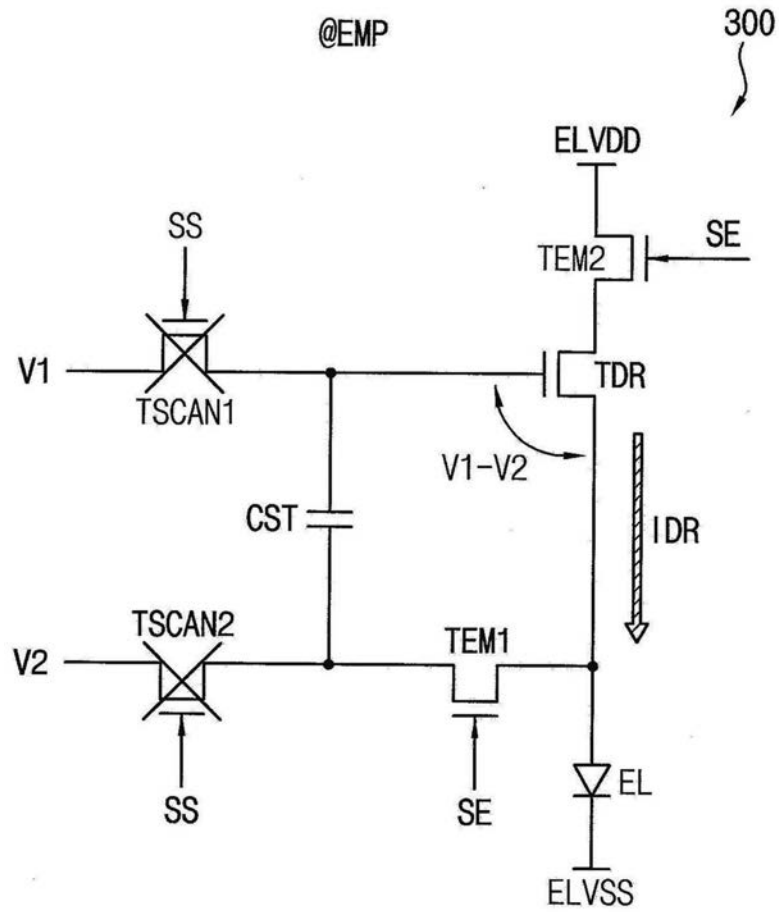 @EMP
300
ELVDD
SS
TEM2
SE
V1
TSCAN1
TDR
V1-V2
CST
IDR
TSCAN2
TEM1
V2
EL
SS
SE
ELVSS